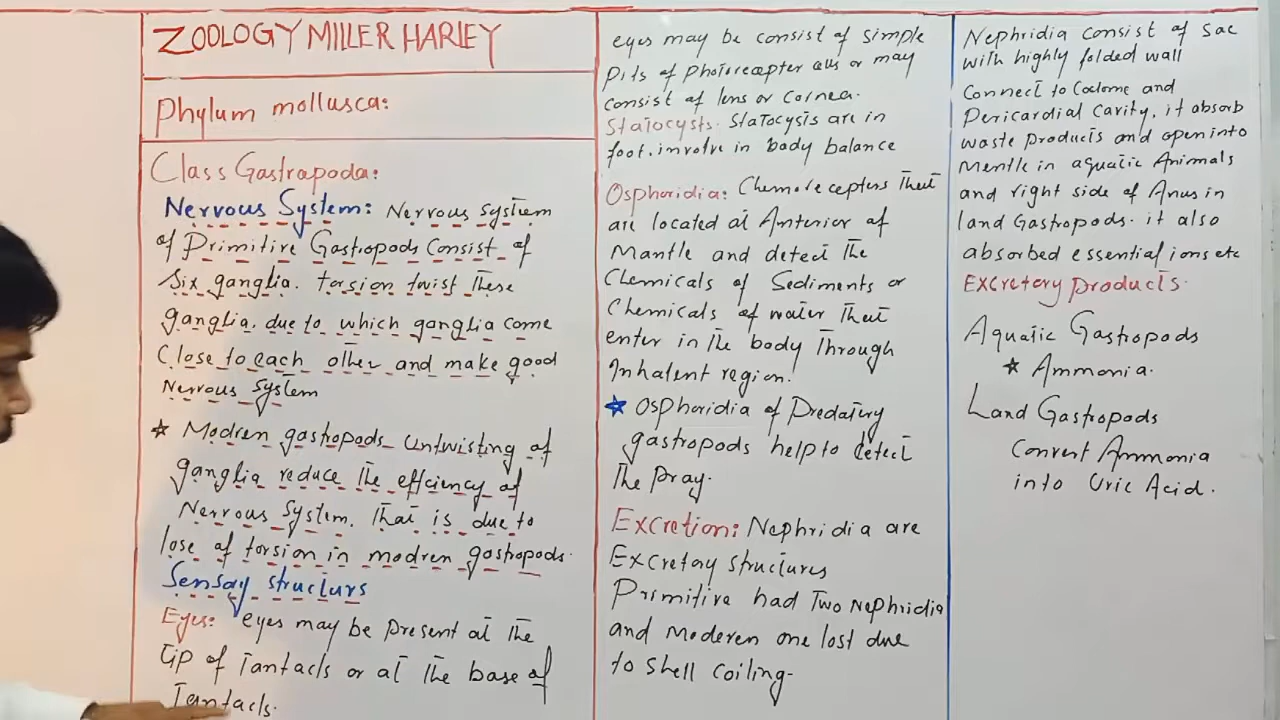 ZOOLOGY MILLER HARLEY
Phylum mollusca:
Class Gastrapoda:
Nervous System: Nervous System
of Primitive Gastropods Consist of
Six ganglia. Torsion twist These
ganglia. due to which ganglia come
Close to each other and make good
Nervous System
* Modren gastropods untwisting of
ganglia reduce The efficiency of
Nervous System. That is due to
lose of torsion in modren gastropods.
Sensory structurs
Eyes: eyes may be present at the
tip of Tantacls or at The base of
Tantacls.
eyes may be consist of simple
pits of photorecepter cells or may
consist of lens or Cornea.
Statocysts. Statocysts are in
foot. involve in body balance
Osphoridia: Chemorecepters That
are located at Anterior of
Mantle and detect The
Chemicals of Sediments or
Chemicals of water That
enter in The body Through
Inhalent region.
* Osphoridia of Predatury
gastropods help to detect
The pray.
Excretion: Nephridia are
Excretory structures
Primitive had Two Nephridia
and Moderen one lost due
to shell coiling.
Nephridia consist of Sac
with highly folded wall
Connect to Coelome and
Pericardial Cavity. it absorb
waste products and open into
Mentle in aquatic Animals
and right side of Anus in
land Gastropods. it also
absorbed essential ions etc
Excretory products.
Aquatic Gastropods
* Ammonia.
Land Gastropods
Convert Ammonia
into Uric Acid.